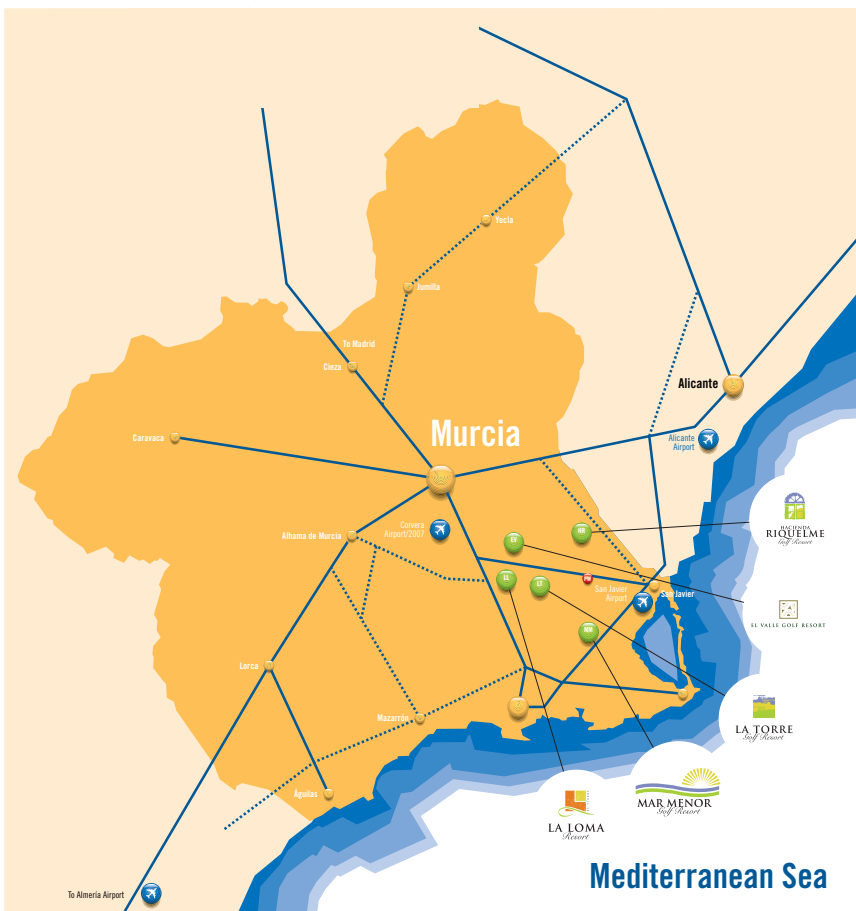 Yecla
Jumilla
To Madrid
Cieza
Alicante
Murcia
Caravaca
Alicante
Airport
Corvera
Airport/2007
Alhama de Murcia
HR
EV
HACIENDA
RIQUELME
Golf Resort
LL
LT
PM
San Javier
Airport
San Javier
EL VALLE GOLF RESORT
MM
Lorca
Mazarrón
LA TORRE
Golf Resort
Águilas
MAR MENOR
Golf Resort
LA LOMA
Resort
Mediterranean Sea
To Almería Airport